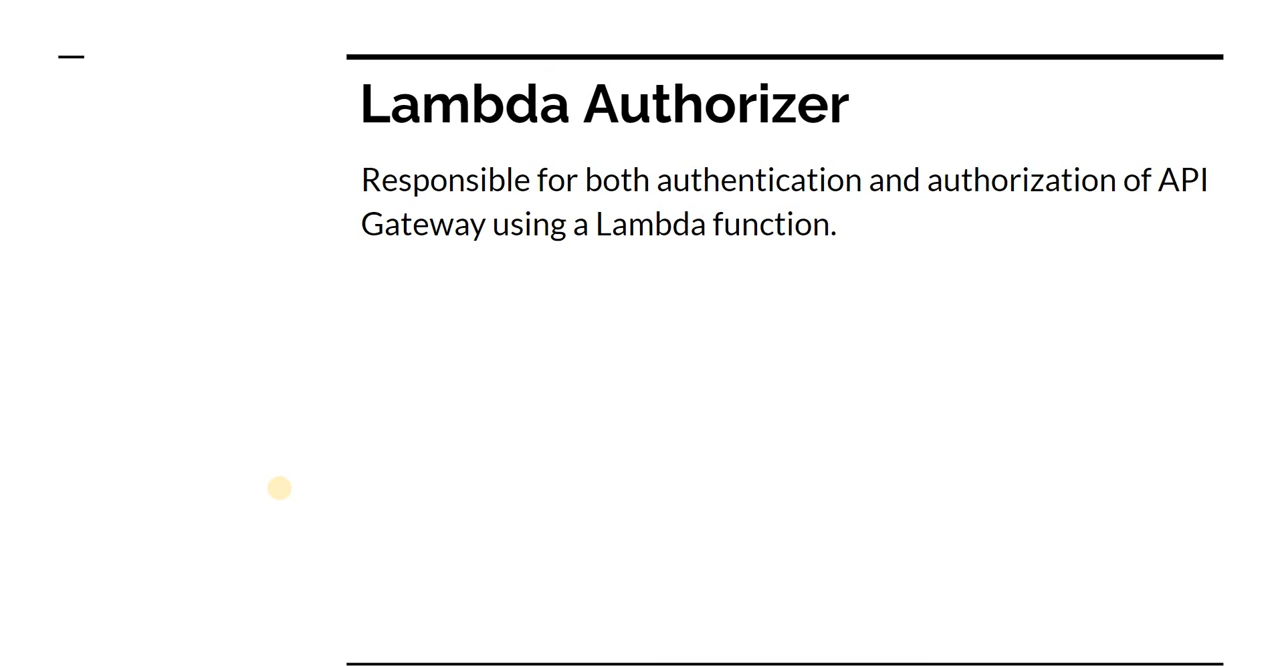 Lambda Authorizer
Responsible for both authentication and authorization of API
Gateway using a Lambda function.